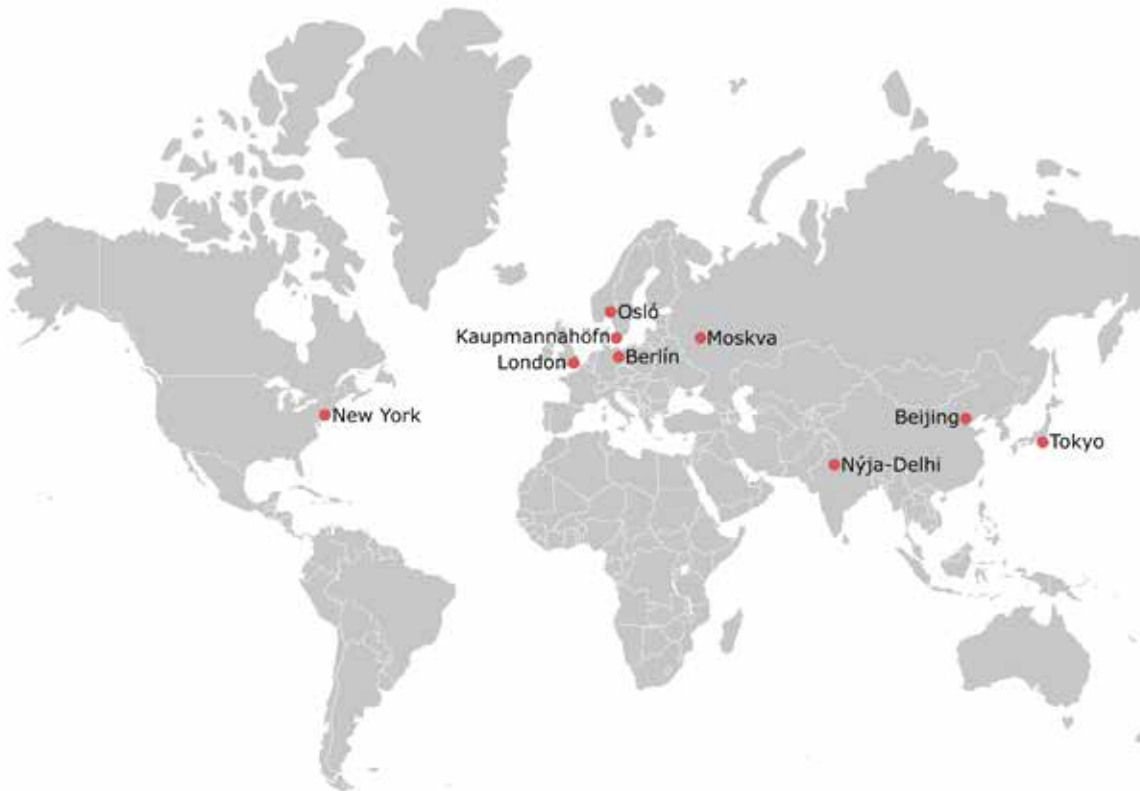 Osló
Kaupmannahöfn
Moskva
London
Berlín
New York
Beijing
Tokyo
Nýja-Delhi